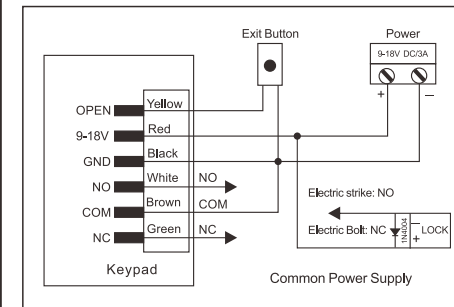 Exit Button
Power
9-18V DC/3A
+ —
OPEN Yellow
9-18V Red
GND Black
NO White NO
COM Brown COM
NC Green NC
Keypad
Electric strike: NO
Electric Bolt: NC
1N4004
—
+
LOCK
Common Power Supply